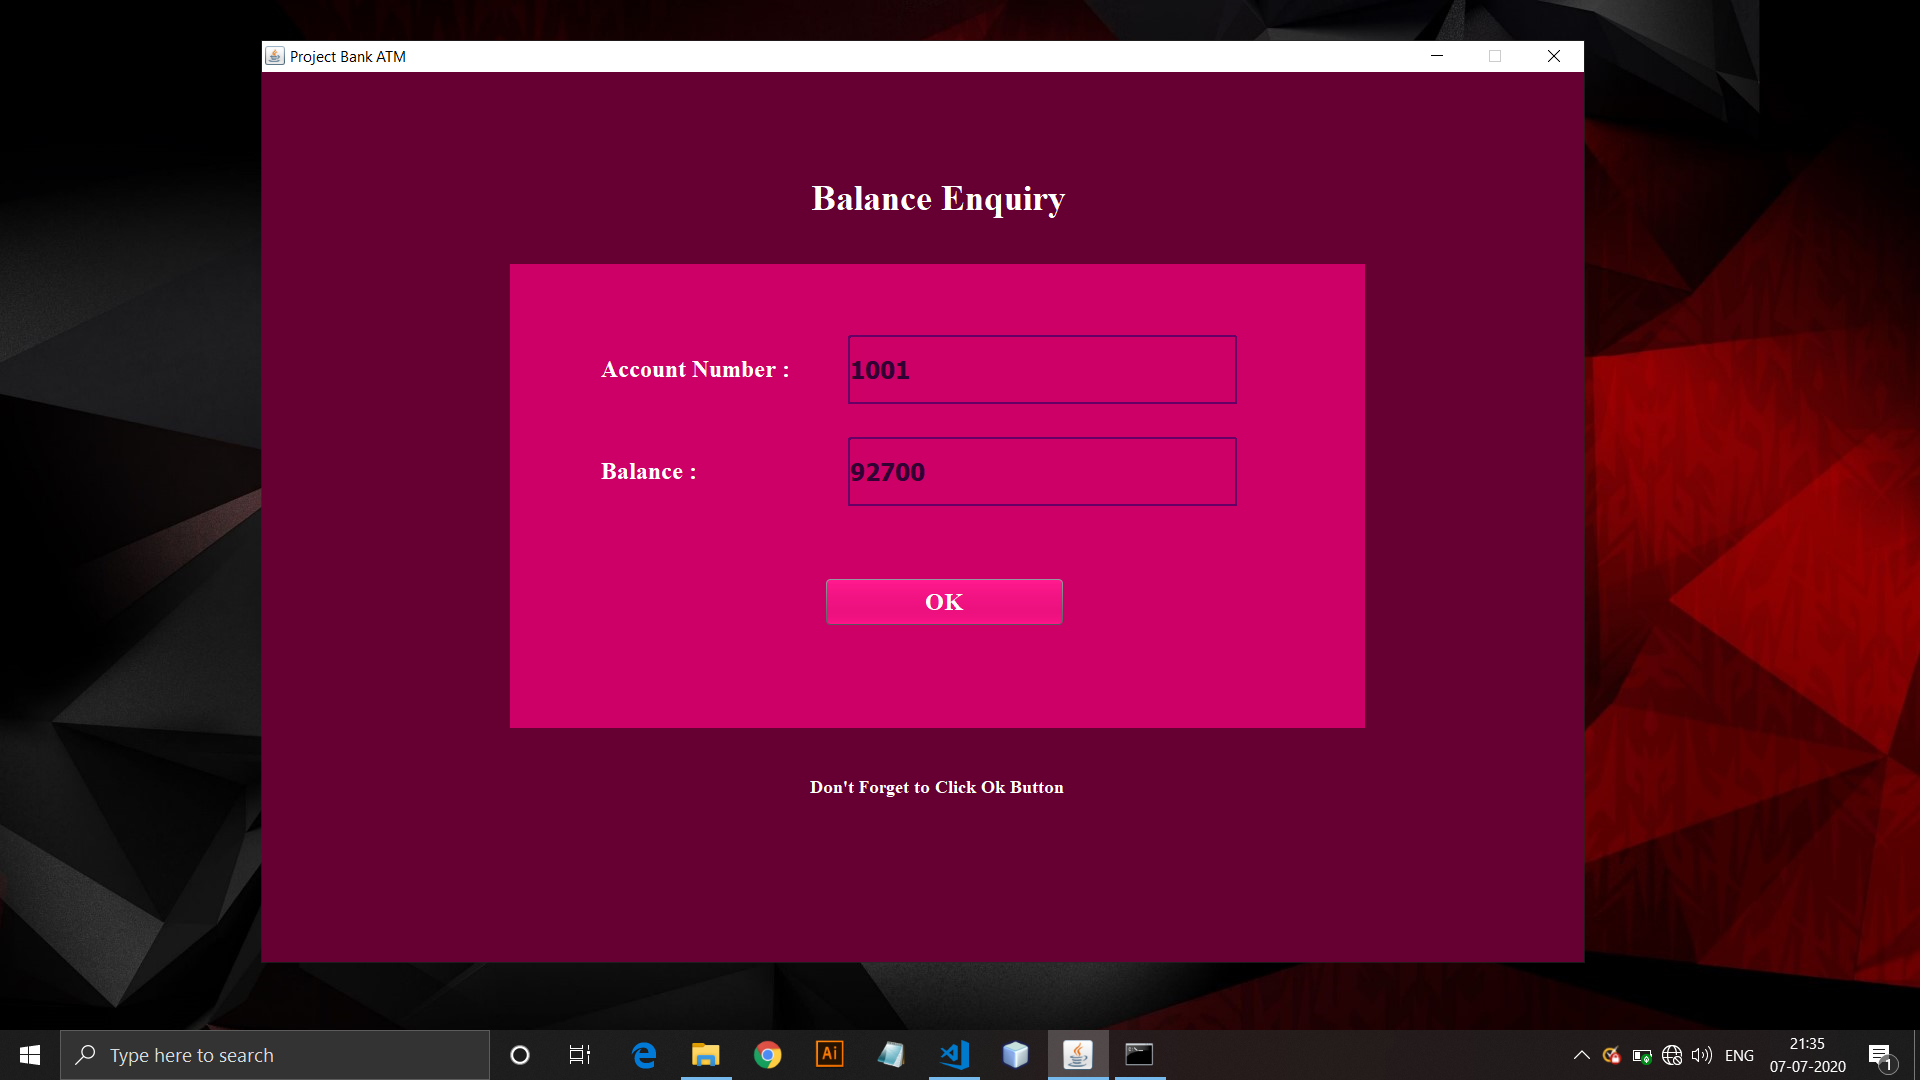 Project Bank ATM
Balance Enquiry
Account Number :
1001
Balance :
92700
OK
Don't Forget to Click Ok Button
Type here to search
Ai
ENG
21:35
07-07-2020
1